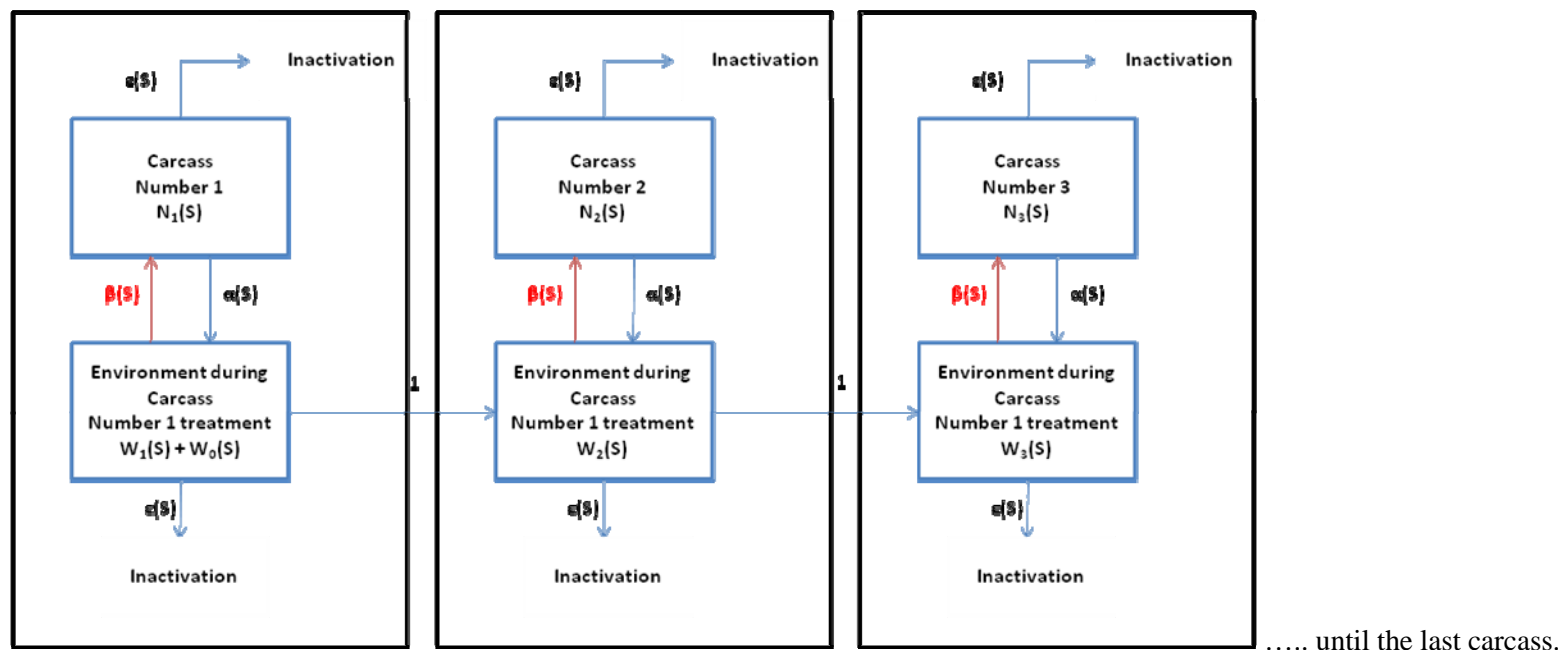 Inactivation
ε(S)
Carcass
Number 1
N₁(S)
β(S)
α(S)
Environment during
Carcass
Number 1 treatment
W₁(S) + W₀(S)
ε(S)
Inactivation
1
Inactivation
ε(S)
Carcass
Number 2
N₂(S)
β(S)
α(S)
Environment during
Carcass
Number 1 treatment
W₂(S)
ε(S)
Inactivation
1
Inactivation
ε(S)
Carcass
Number 3
N₃(S)
β(S)
α(S)
Environment during
Carcass
Number 1 treatment
W₃(S)
ε(S)
Inactivation
….. until the last carcass.